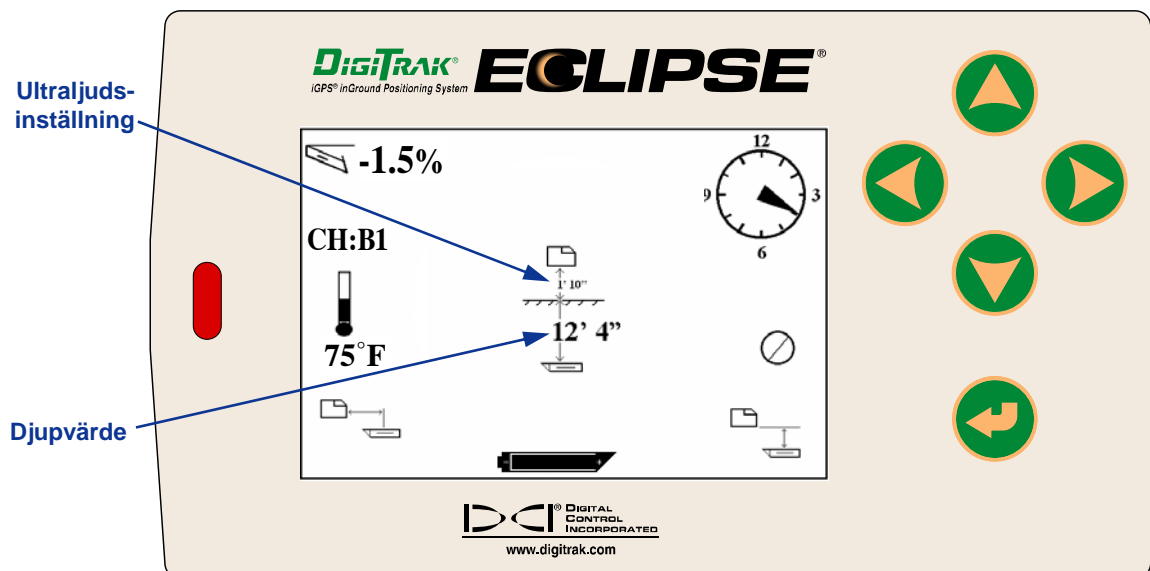 DIGITRAK®
iGPS® inGround Positioning System
ECLIPSE®
Ultraljuds-
inställning
-1.5%
12
9
3
6
CH:B1
1' 10"
12' 4"
75°F
Djupvärde
- +
DCI® DIGITAL
CONTROL
INCORPORATED
www.digitrak.com